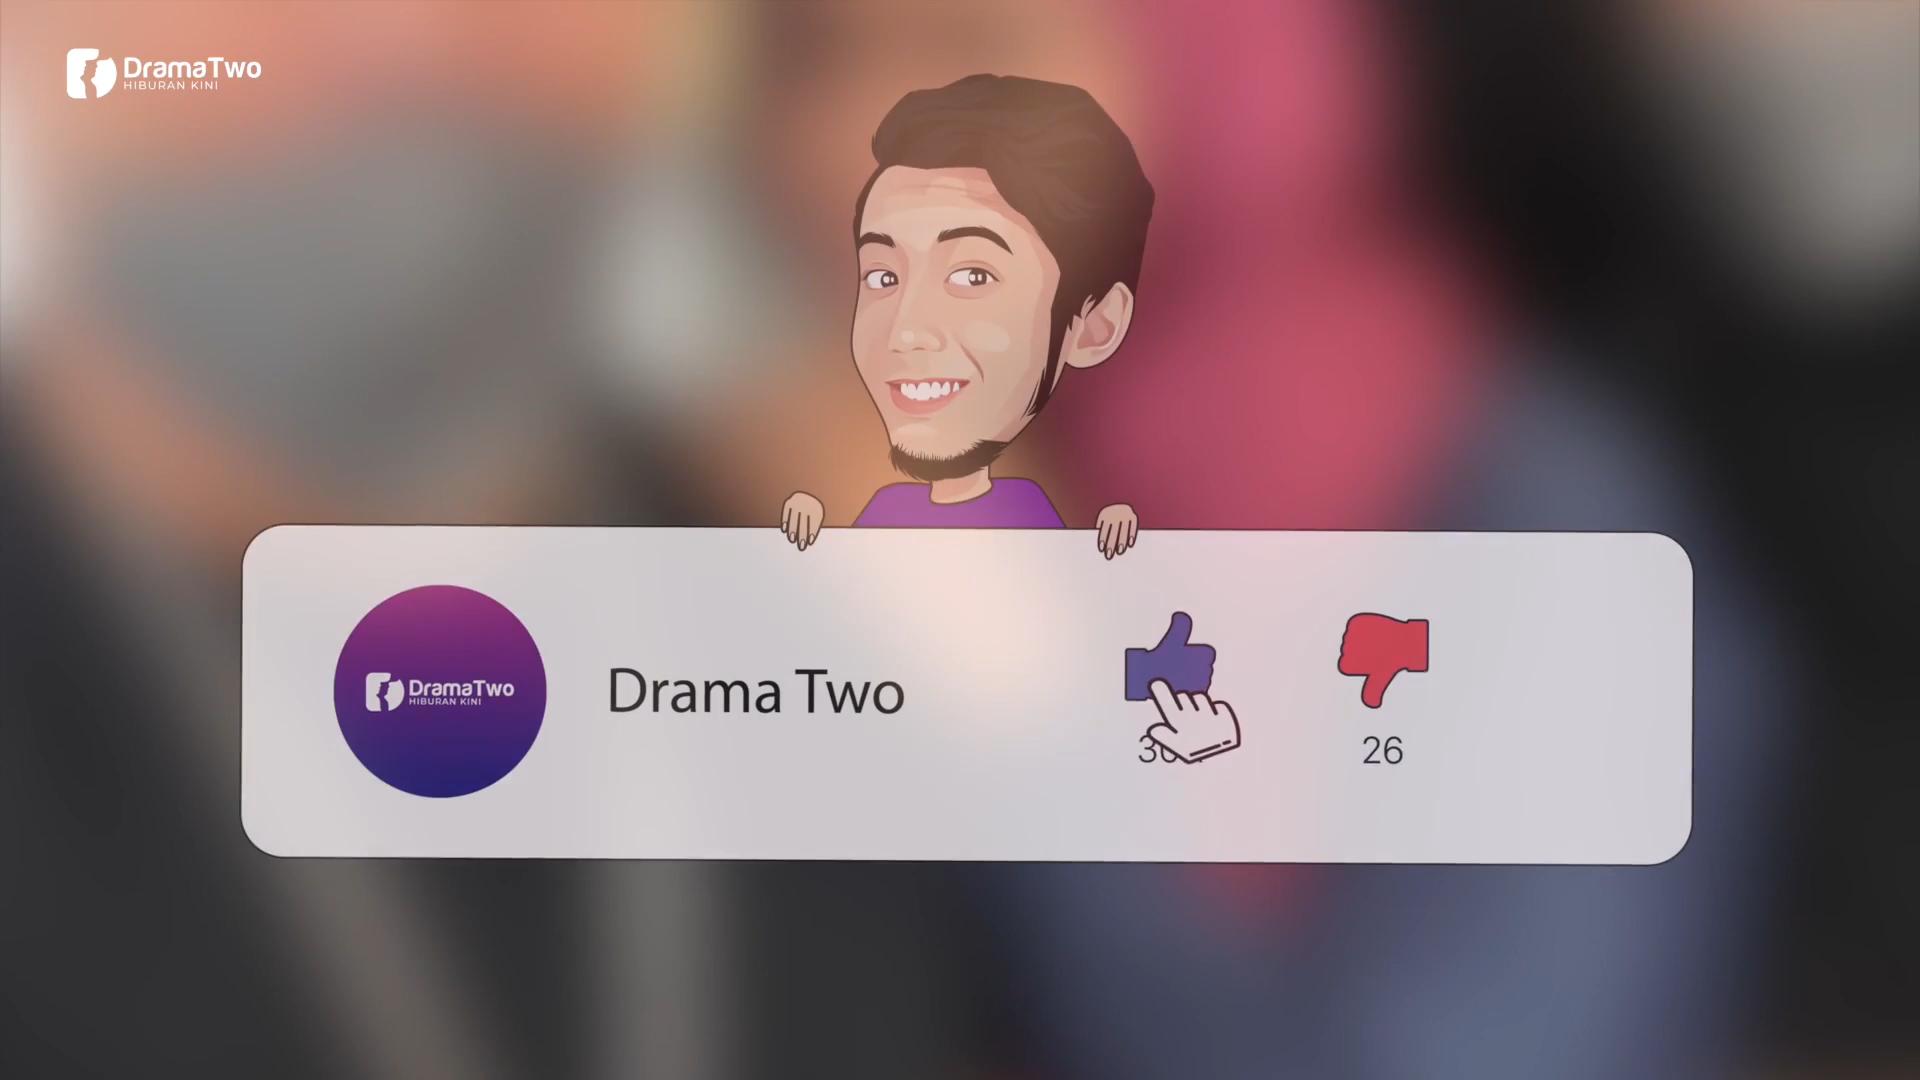 DramaTwo
HIBURAN KINI
DramaTwo
HIBURAN KINI
Drama Two
26